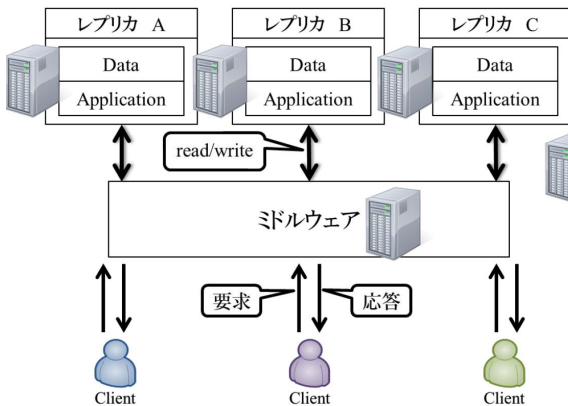 レプリカ A
レプリカ B
レプリカ C
Data
Data
Data
Application
Application
Application
read/write
ミドルウェア
要求
応答
Client
Client
Client